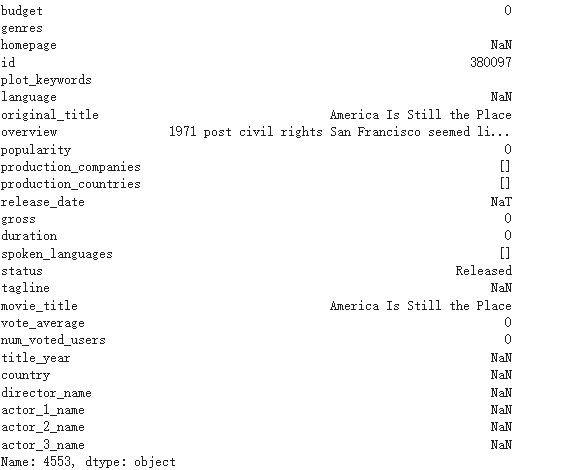 budget 0
genres
homepage NaN
id 380097
plot_keywords
language NaN
original_title America Is Still the Place
overview 1971 post civil rights San Francisco seemed li...
popularity 0
production_companies []
production_countries []
release_date NaT
gross 0
duration 0
spoken_languages []
status Released
tagline NaN
movie_title America Is Still the Place
vote_average 0
num_voted_users 0
title_year NaN
country NaN
director_name NaN
actor_1_name NaN
actor_2_name NaN
actor_3_name NaN
Name: 4553, dtype: object